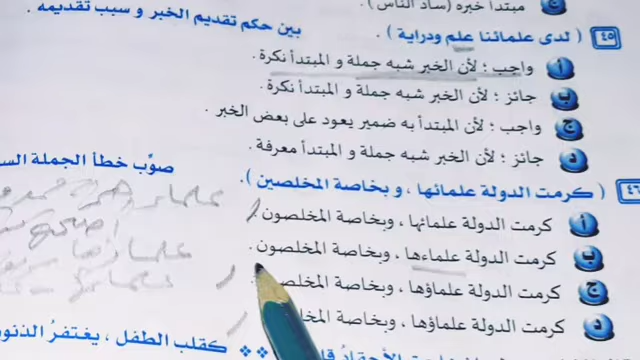 مبتدأ خبره (ساد الناس).
بين حكم تقديم الخبر و سبب تقديمه.
٤٥ ( لدى علمائنا علم ودراية ) .
أ واجب ؛ لأن الخبر شبه جملة و المبتدأ نكرة.
ب جائز ؛ لأن الخبر شبه جملة و المبتدأ نكرة.
ج واجب ؛ لأن المبتدأ به ضمير يعود على بعض الخبر .
د جائز ؛ لأن الخبر شبه جملة و المبتدأ معرفة.
صوِّب خطأ الجملة
٤٦ ( كرمت الدولة علمائها ، و بخاصة المخلصين ).
أ كرمت الدولة علمائها ، وبخاصة المخلصون.
ب كرمت الدولة علماءها ، وبخاصة المخلصون .
ج كرمت الدولة علماؤها ، وبخاصة
د كرمت الدولة علماؤها ، وبخاصة
كقلب الطفل ، يغتفرُ